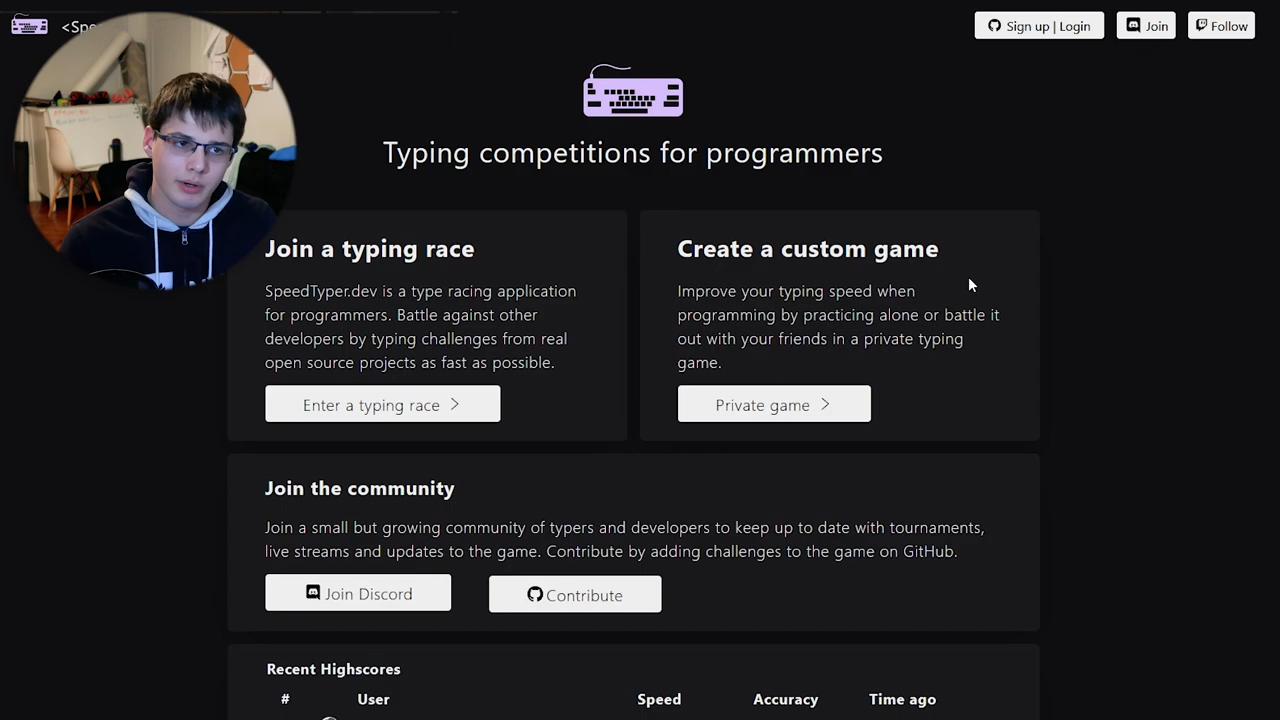 <Spe
Sign up | Login
Join
Follow
Typing competitions for programmers
Join a typing race
SpeedTyper.dev is a type racing application
for programmers. Battle against other
developers by typing challenges from real
open source projects as fast as possible.
Enter a typing race
Create a custom game
Improve your typing speed when
programming by practicing alone or battle it
out with your friends in a private typing
game.
Private game
Join the community
Join a small but growing community of typers and developers to keep up to date with tournaments,
live streams and updates to the game. Contribute by adding challenges to the game on GitHub.
Join Discord
Contribute
Recent Highscores
# User Speed Accuracy Time ago